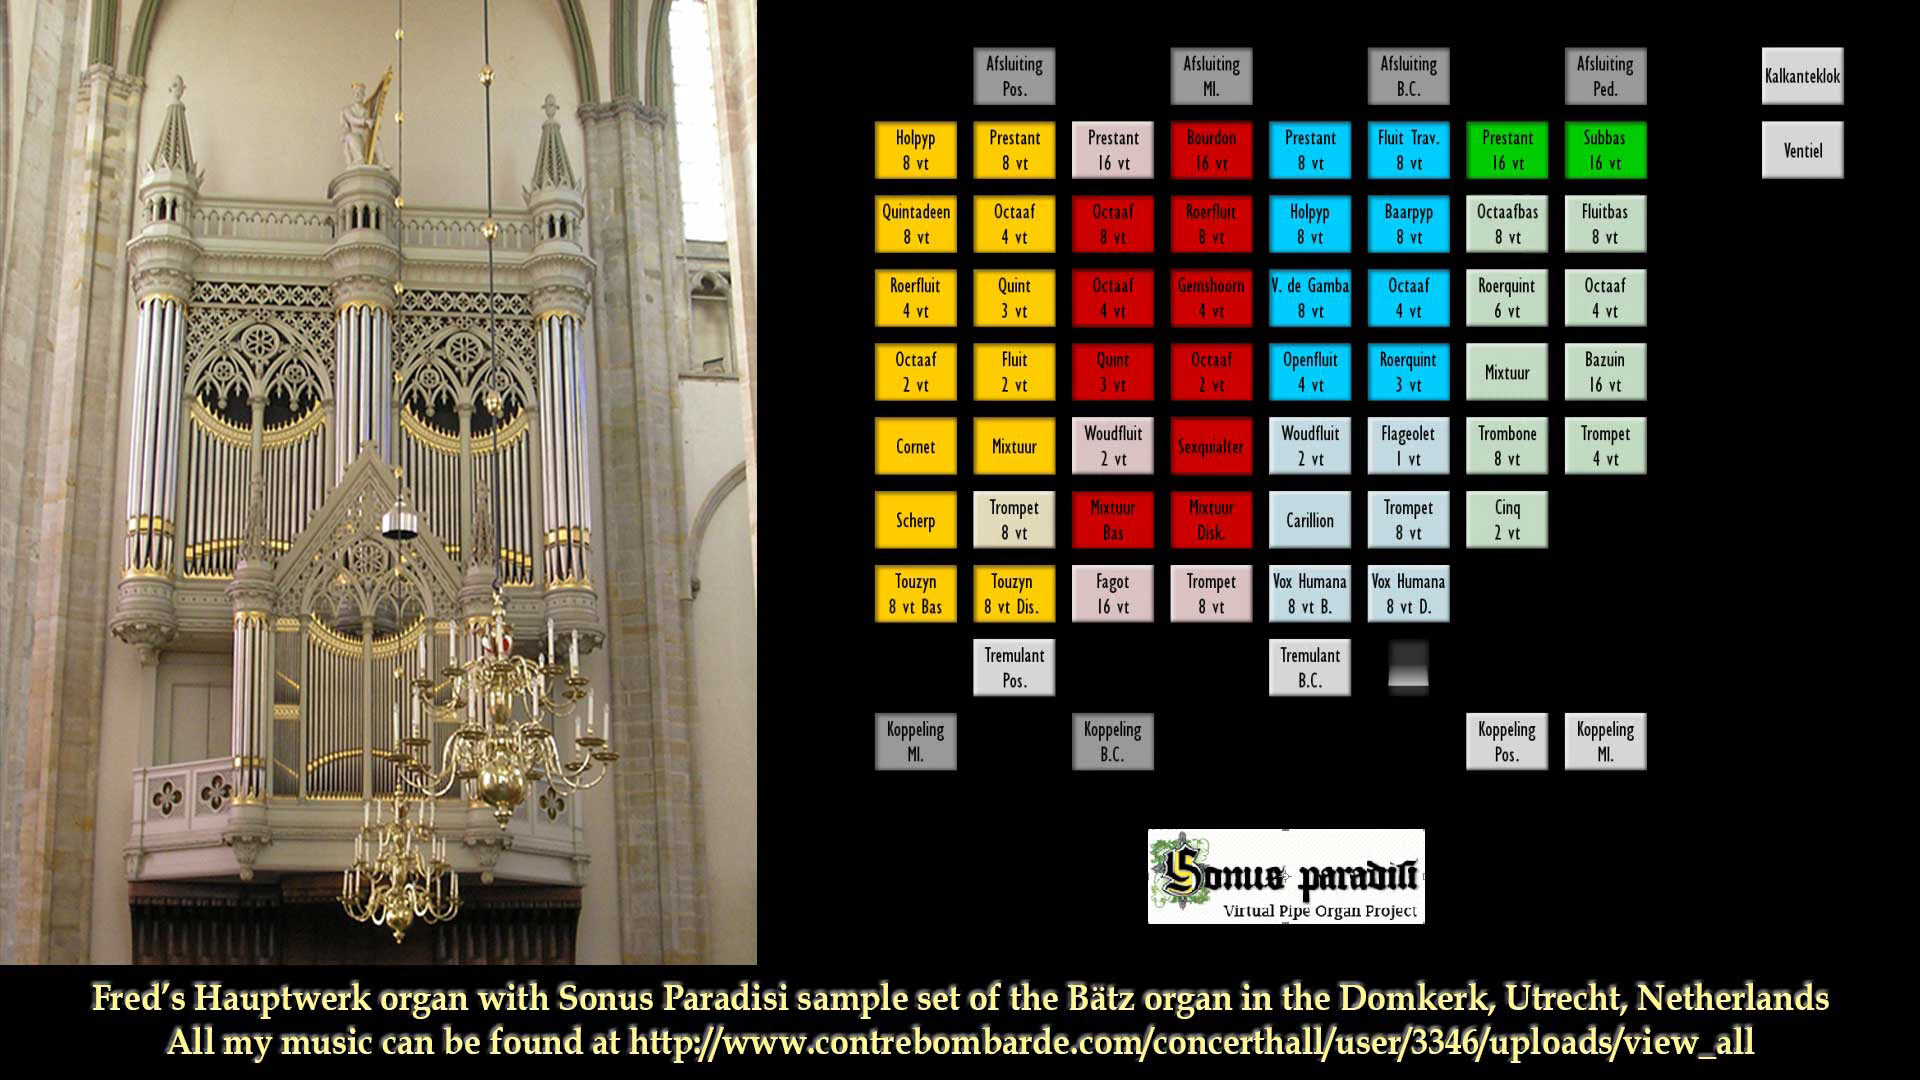 Afsluiting
Pos.
Afsluiting
Ml.
Afsluiting
B.C.
Afsluiting
Ped.
Kalkanteklok
Holpyp
8 vt
Prestant
8 vt
Prestant
16 vt
Bourdon
16 vt
Prestant
8 vt
Fluit Trav.
8 vt
Prestant
16 vt
Subbas
16 vt
Ventiel
Quintadeen
8 vt
Octaaf
4 vt
Octaaf
8 vt
Roerfluit
8 vt
Holpyp
8 vt
Baarpyp
8 vt
Octaafbas
8 vt
Fluitbas
8 vt
Roerfluit
4 vt
Quint
3 vt
Octaaf
4 vt
Gemshoorn
4 vt
V. de Gamba
8 vt
Octaaf
4 vt
Roerquint
6 vt
Octaaf
4 vt
Octaaf
2 vt
Fluit
2 vt
Quint
3 vt
Octaaf
2 vt
Openfluit
4 vt
Roerquint
3 vt
Mixtuur
Bazuin
16 vt
Cornet
Mixtuur
Woudfluit
2 vt
Sexquialter
Woudfluit
2 vt
Flageolet
1 vt
Trombone
8 vt
Trompet
4 vt
Scherp
Trompet
8 vt
Mixtuur
Bas
Mixtuur
Disk.
Carillion
Trompet
8 vt
Cinq
2 vt
Touzyn
8 vt Bas
Touzyn
8 vt Dis.
Fagot
16 vt
Trompet
8 vt
Vox Humana
8 vt B.
Vox Humana
8 vt D.
Tremulant
Pos.
Tremulant
B.C.
Koppeling
Ml.
Koppeling
B.C.
Koppeling
Pos.
Koppeling
Ml.
Sonus paradisi
Virtual Pipe Organ Project
Fred's Hauptwerk organ with Sonus Paradisi sample set of the Bätz organ in the Domkerk, Utrecht, Netherlands
All my music can be found at http://www.contrebombarde.com/concerthall/user/3346/uploads/view_all